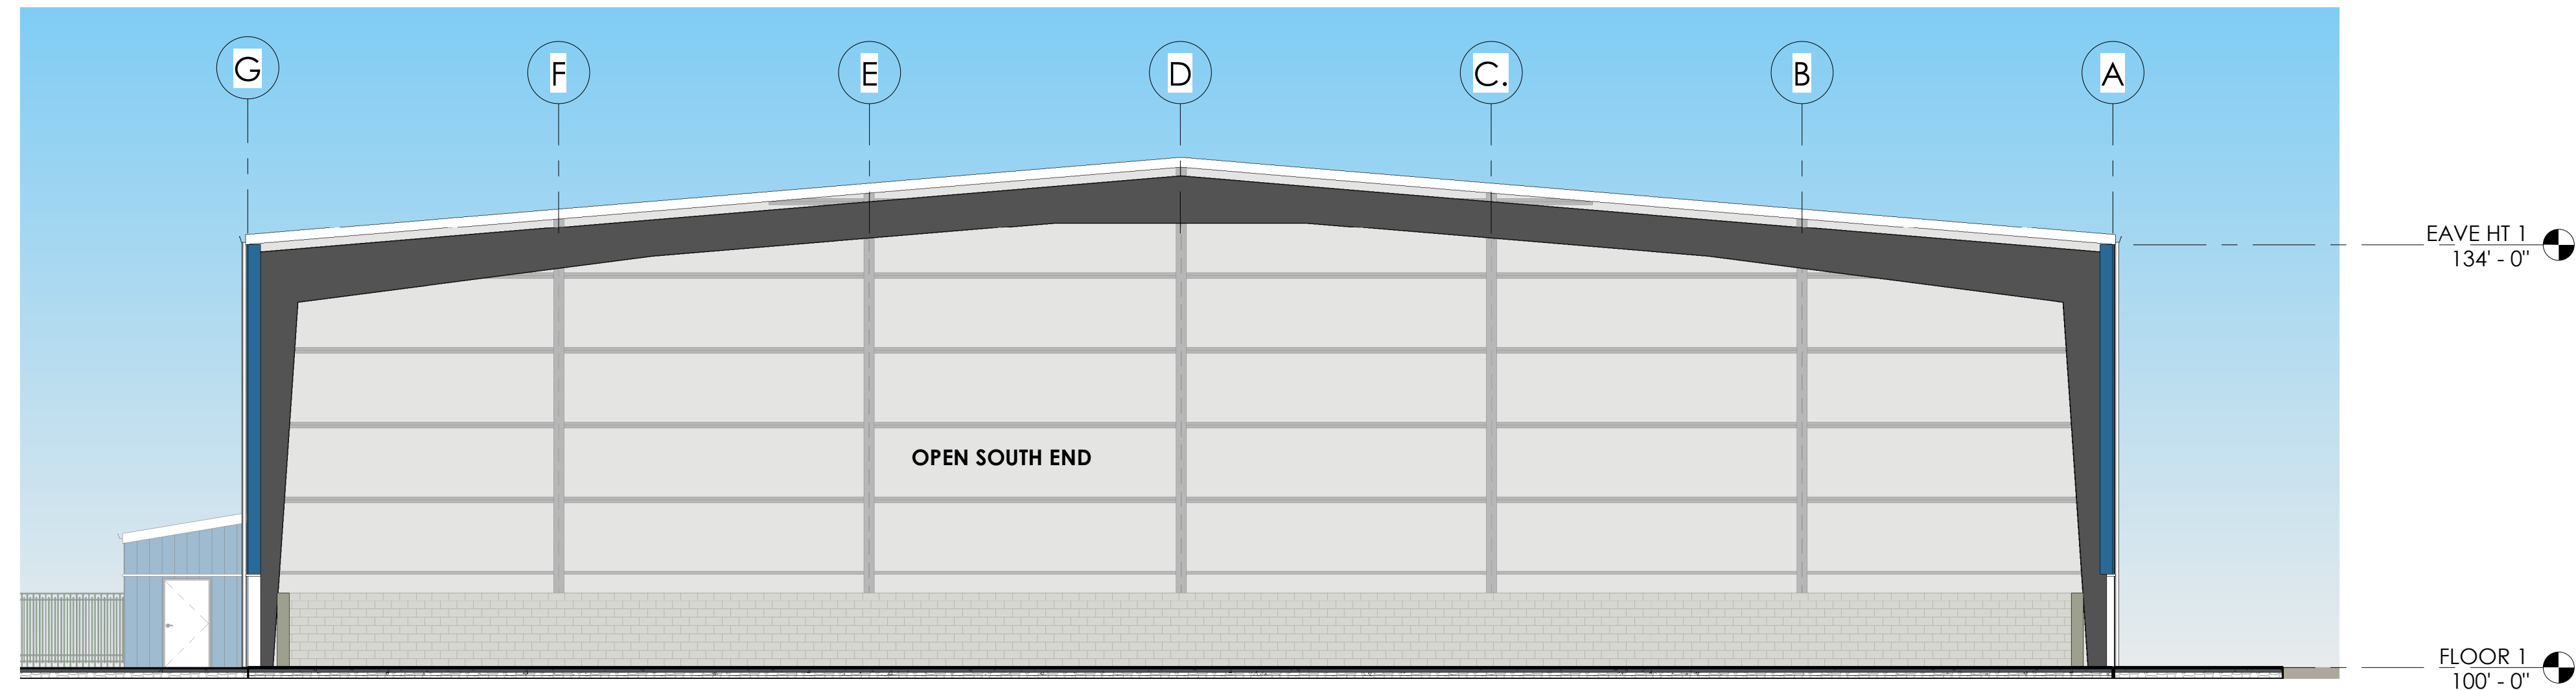 G F E D C. B A
EAVE HT 1
134' - 0"
OPEN SOUTH END
FLOOR 1
100' - 0"